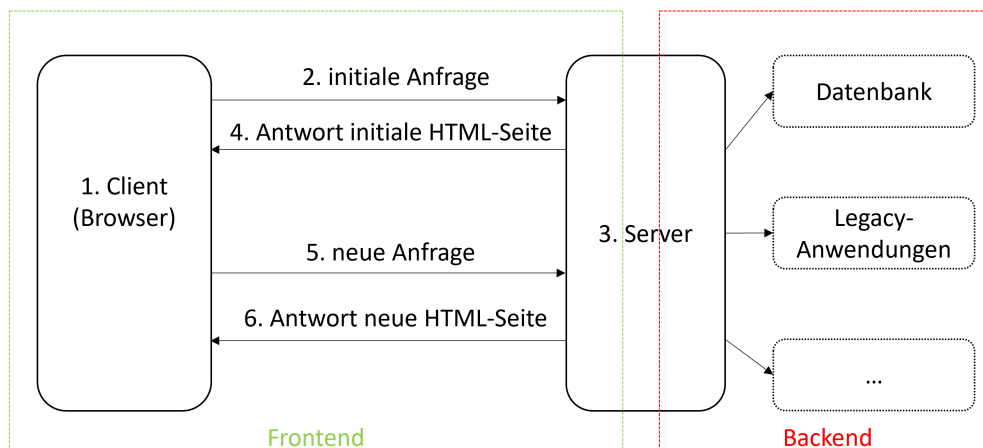 2. initiale Anfrage
4. Antwort initiale HTML-Seite
1. Client
(Browser)
5. neue Anfrage
6. Antwort neue HTML-Seite
3. Server
Datenbank
Legacy-
Anwendungen
...
Frontend
Backend